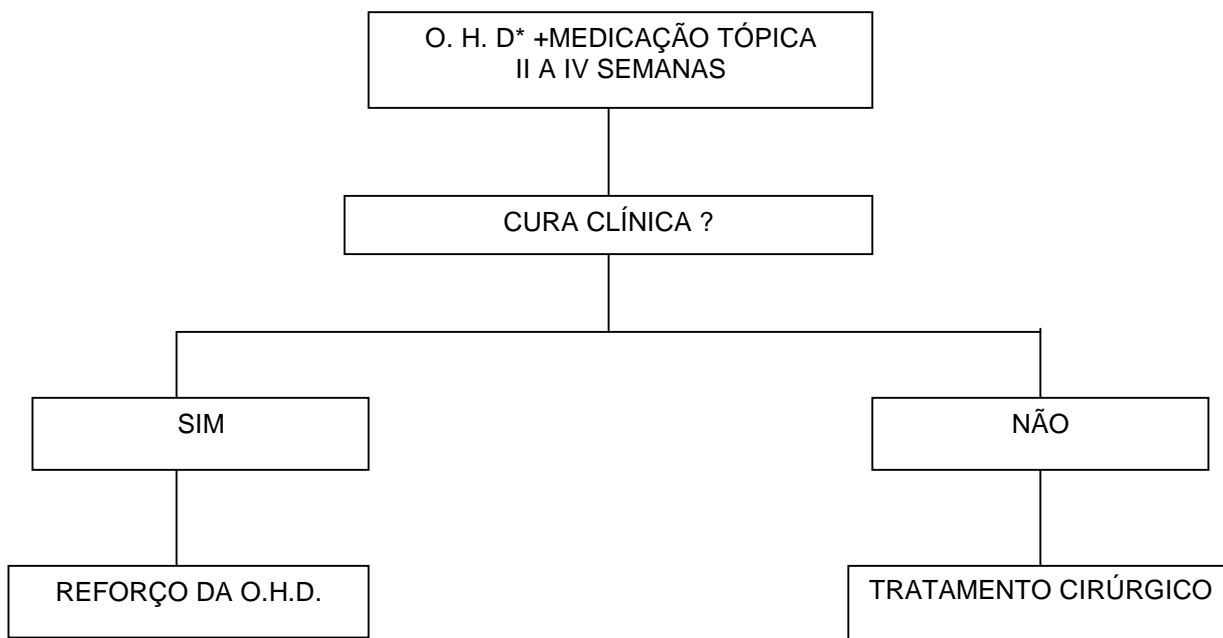 O. H. D* +MEDICAÇÃO TÓPICA
II A IV SEMANAS
CURA CLÍNICA ?
SIM
NÃO
REFORÇO DA O.H.D.
TRATAMENTO CIRÚRGICO